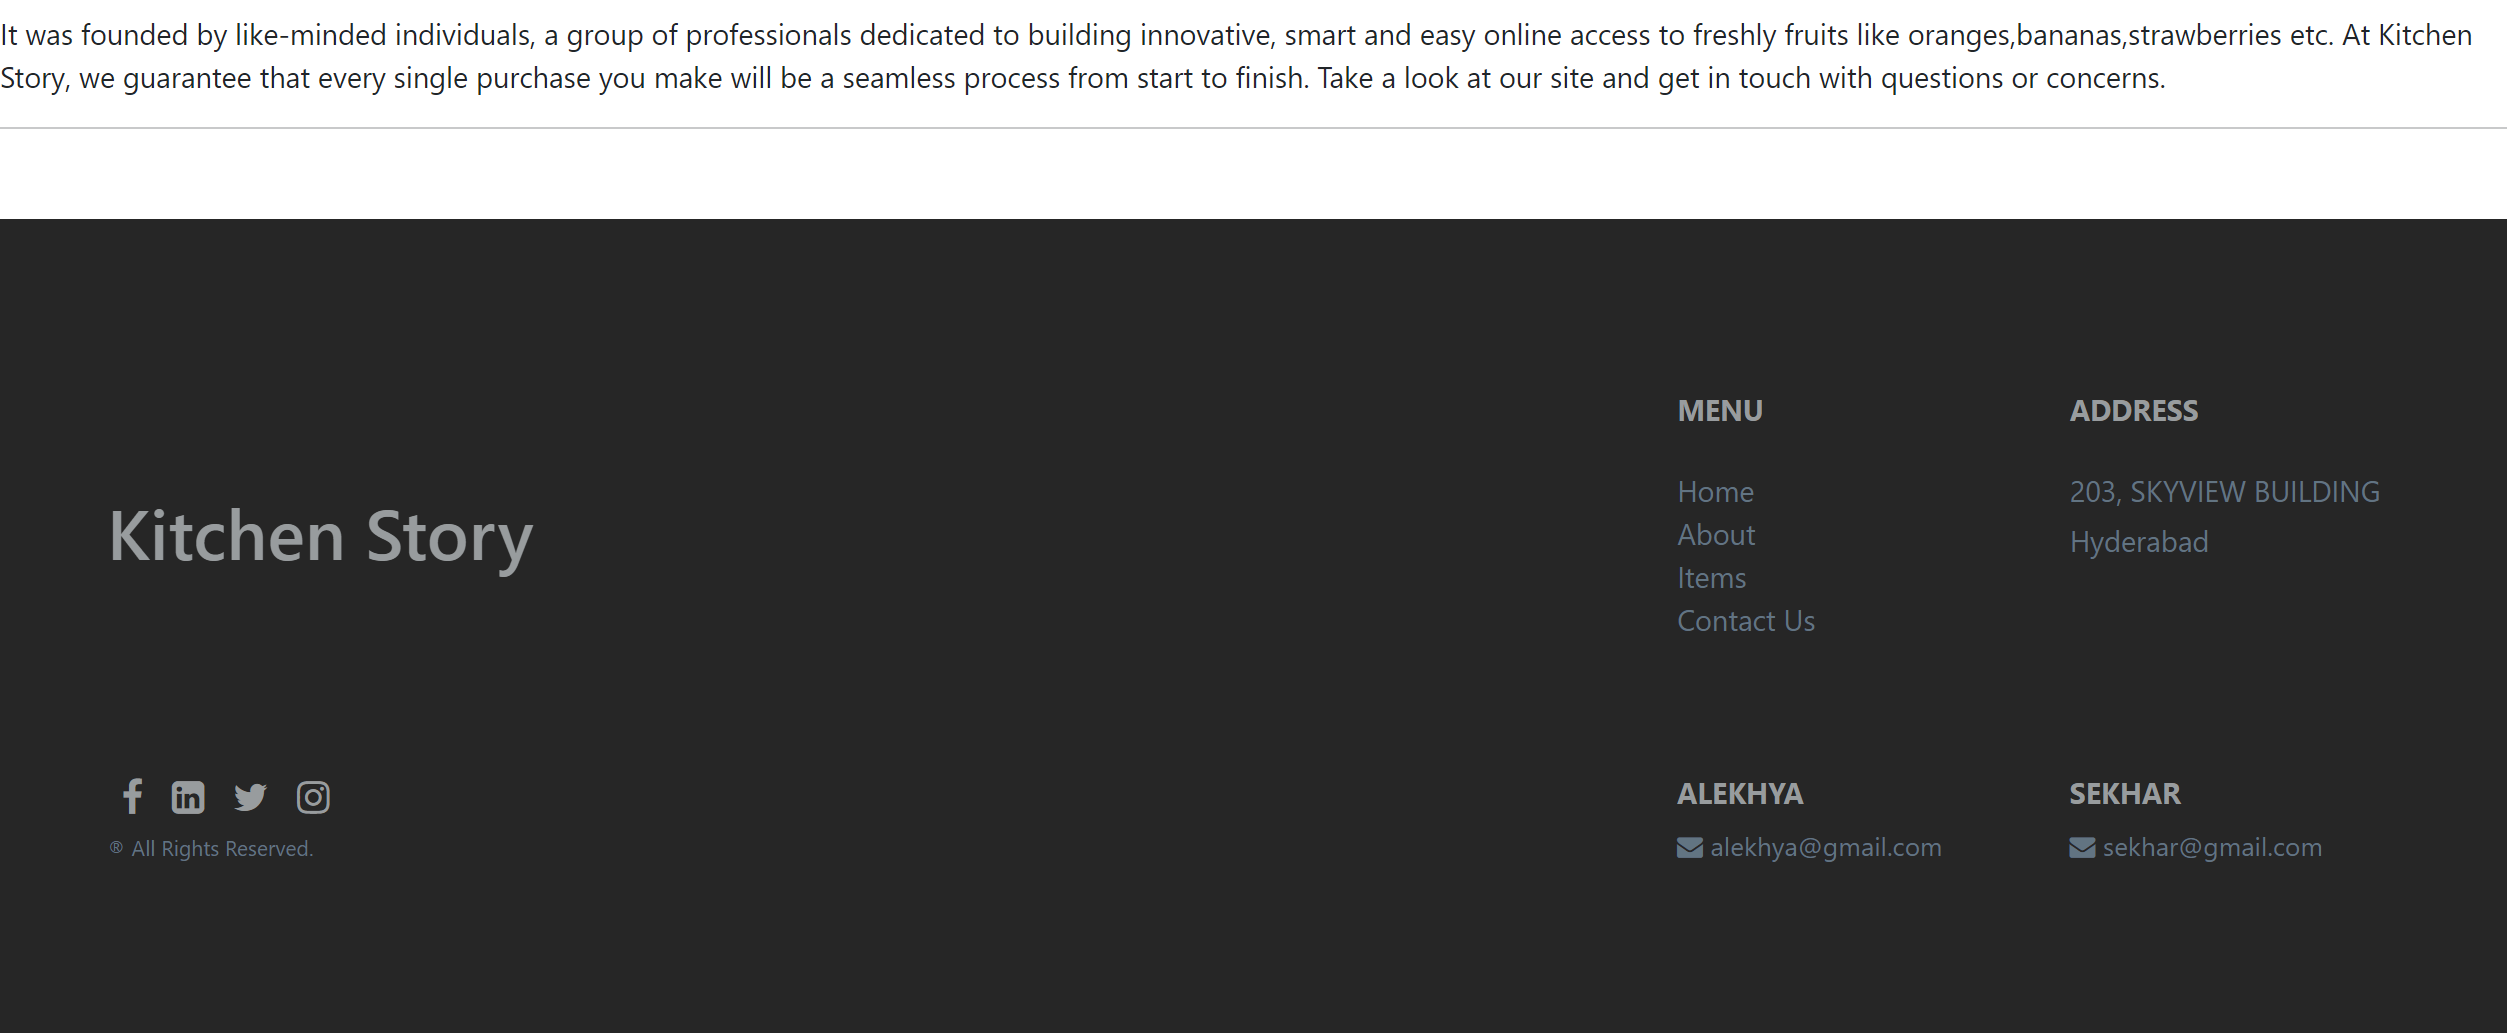 It was founded by like-minded individuals, a group of professionals dedicated to building innovative, smart and easy online access to freshly fruits like oranges,bananas,strawberries etc. At Kitchen
Story, we guarantee that every single purchase you make will be a seamless process from start to finish. Take a look at our site and get in touch with questions or concerns.
Kitchen Story
MENU
Home
About
Items
Contact Us
ADDRESS
203, SKYVIEW BUILDING
Hyderabad
® All Rights Reserved.
ALEKHYA
alekhya@gmail.com
SEKHAR
sekhar@gmail.com